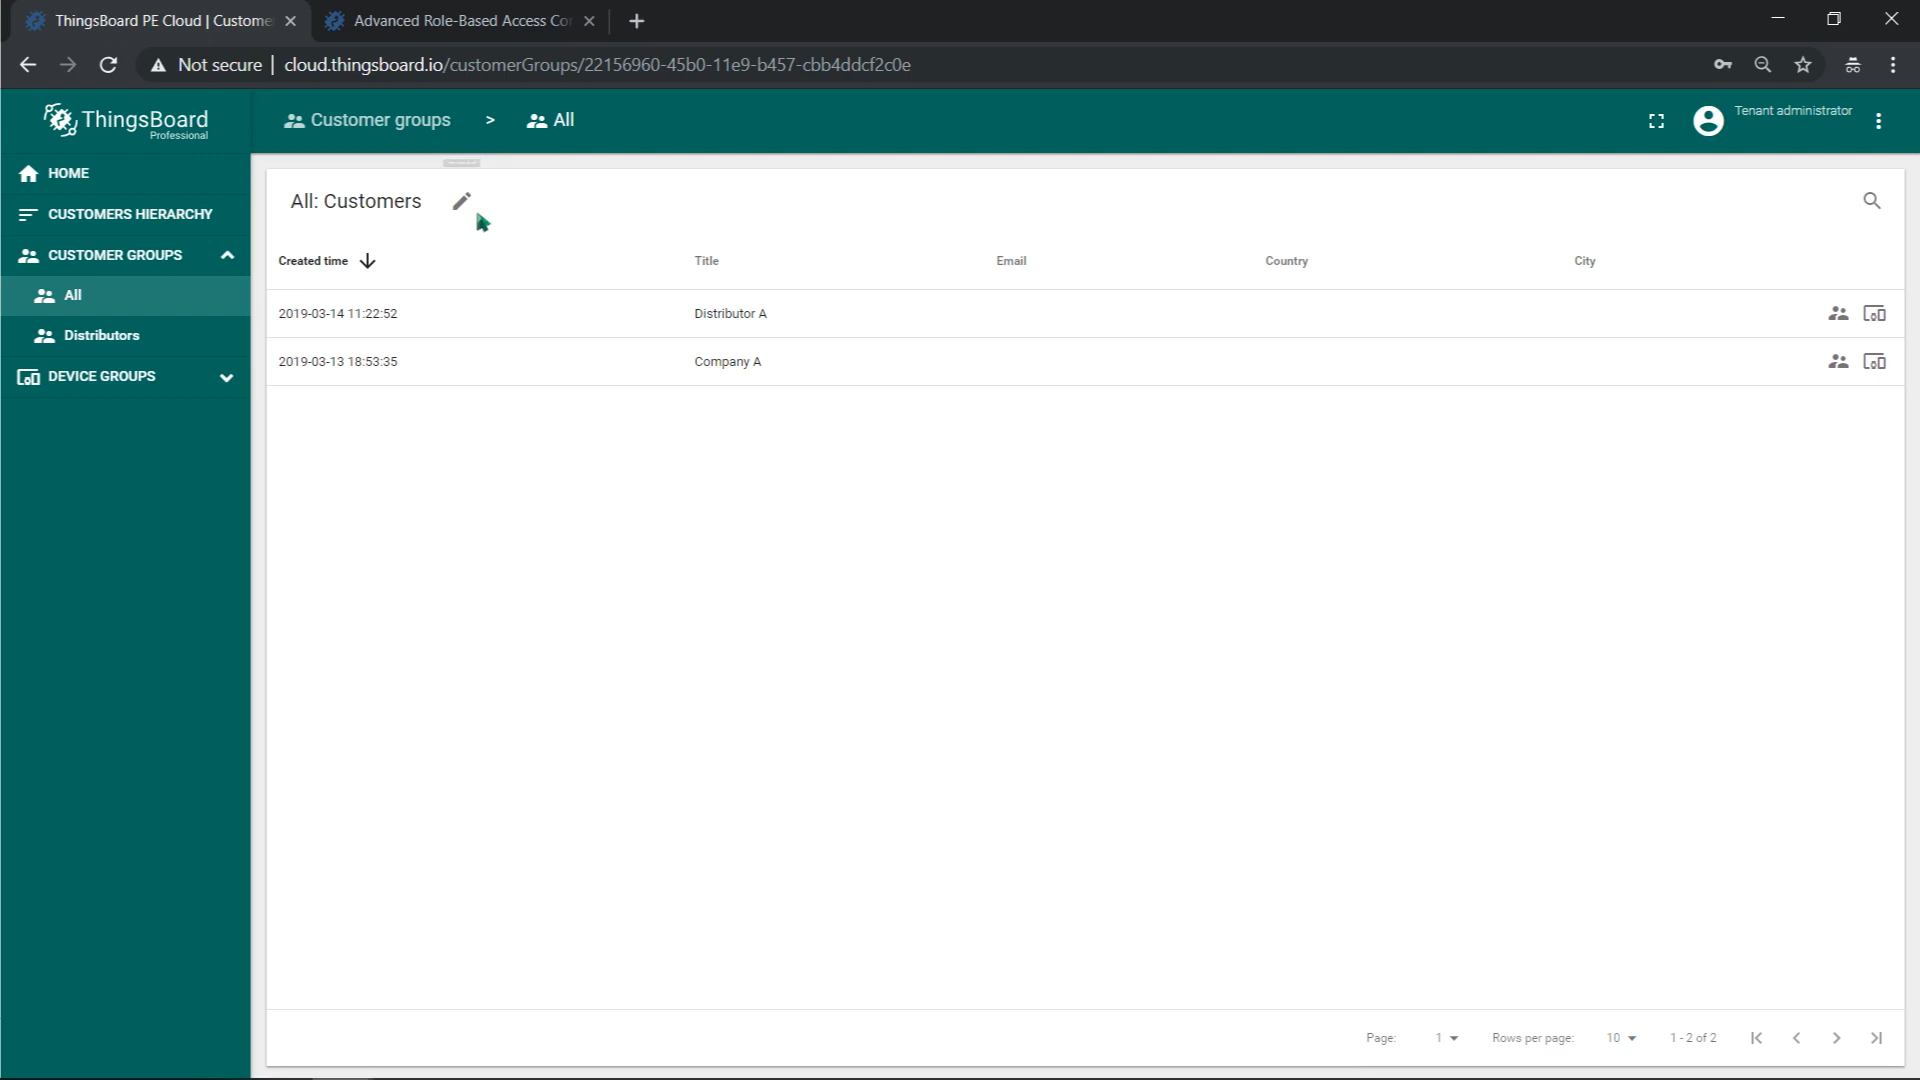 ThingsBoard PE Cloud | Custome
Advanced Role-Based Access Co
Not secure | cloud.thingsboard.io/customerGroups/22156960-45b0-11e9-b457-cbb4ddcf2c0e
ThingsBoard
Professional
Customer groups > All
Tenant administrator
HOME
CUSTOMERS HIERARCHY
CUSTOMER GROUPS
All
Distributors
DEVICE GROUPS
All: Customers
Created time Title Email Country City
2019-03-14 11:22:52 Distributor A
2019-03-13 18:53:35 Company A
Page: 1 Rows per page: 10 1 - 2 of 2